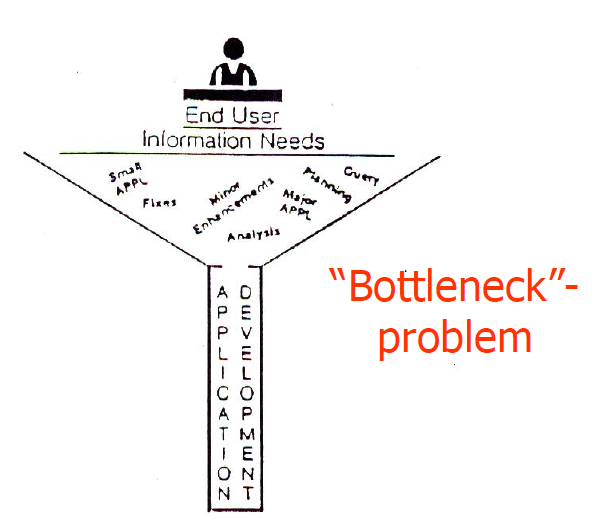 End User
Information Needs
Small
APPL
Fixes
Minor
Enhancements
Analysis
Major
APPL
Planning
Query
APPLICATION
DEVELOPMENT
“Bottleneck”-
problem